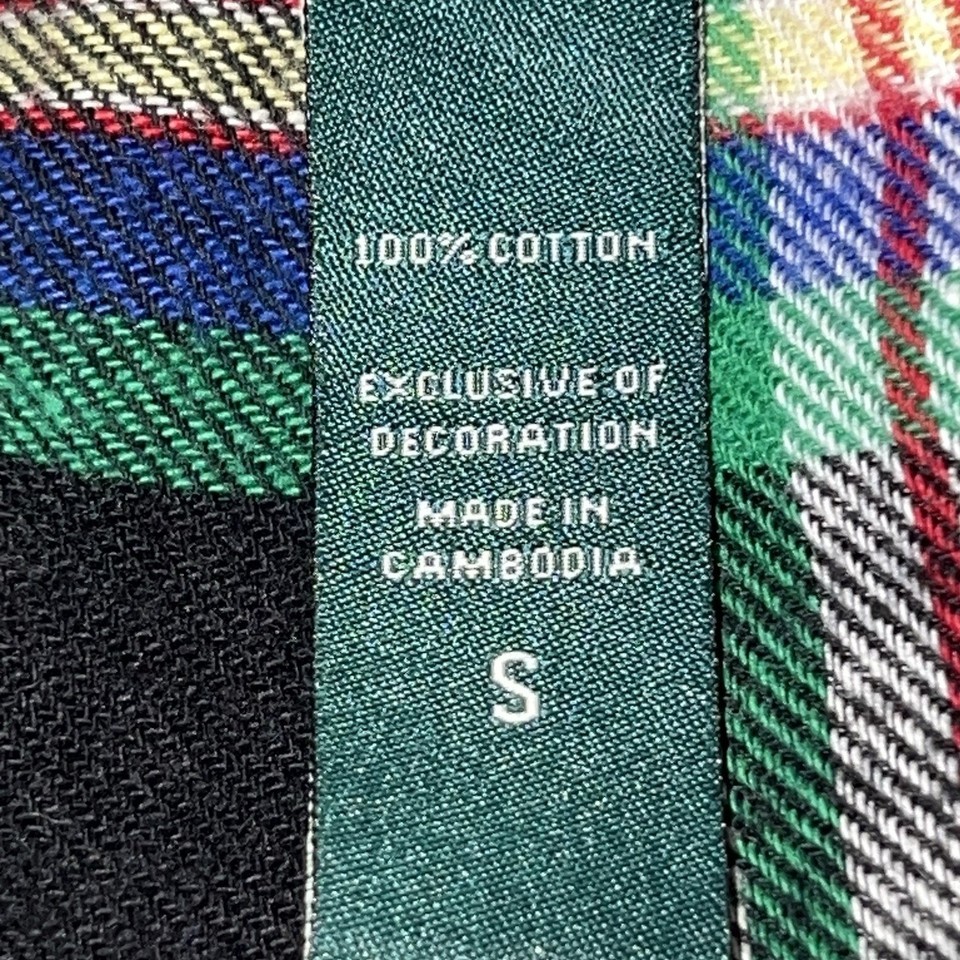 100% COTTON
EXCLUSIVE OF
DECORATION
MADE IN
CAMBODIA
S